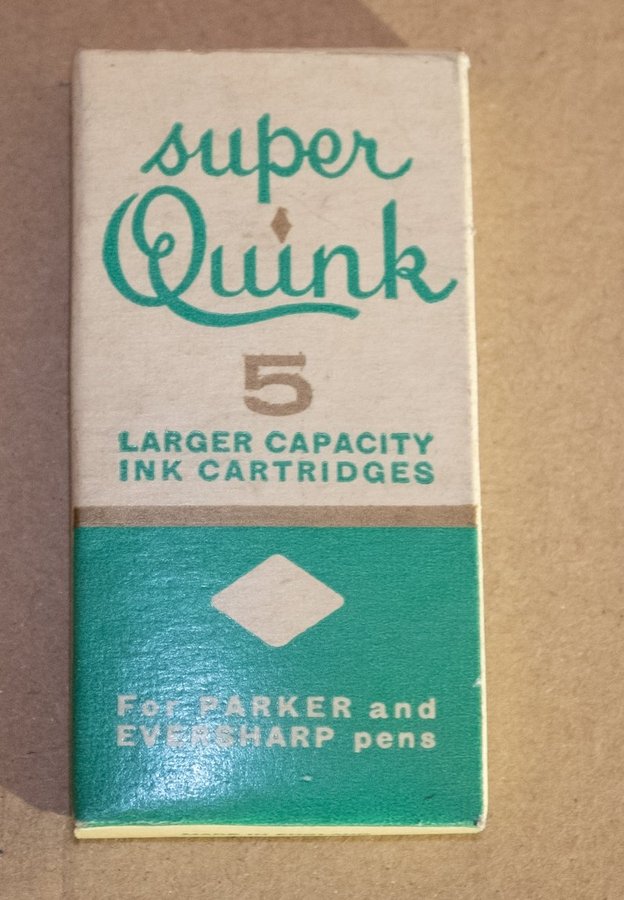 super
Quink
5
LARGER CAPACITY
INK CARTRIDGES
For PARKER and
EVERSHARP pens